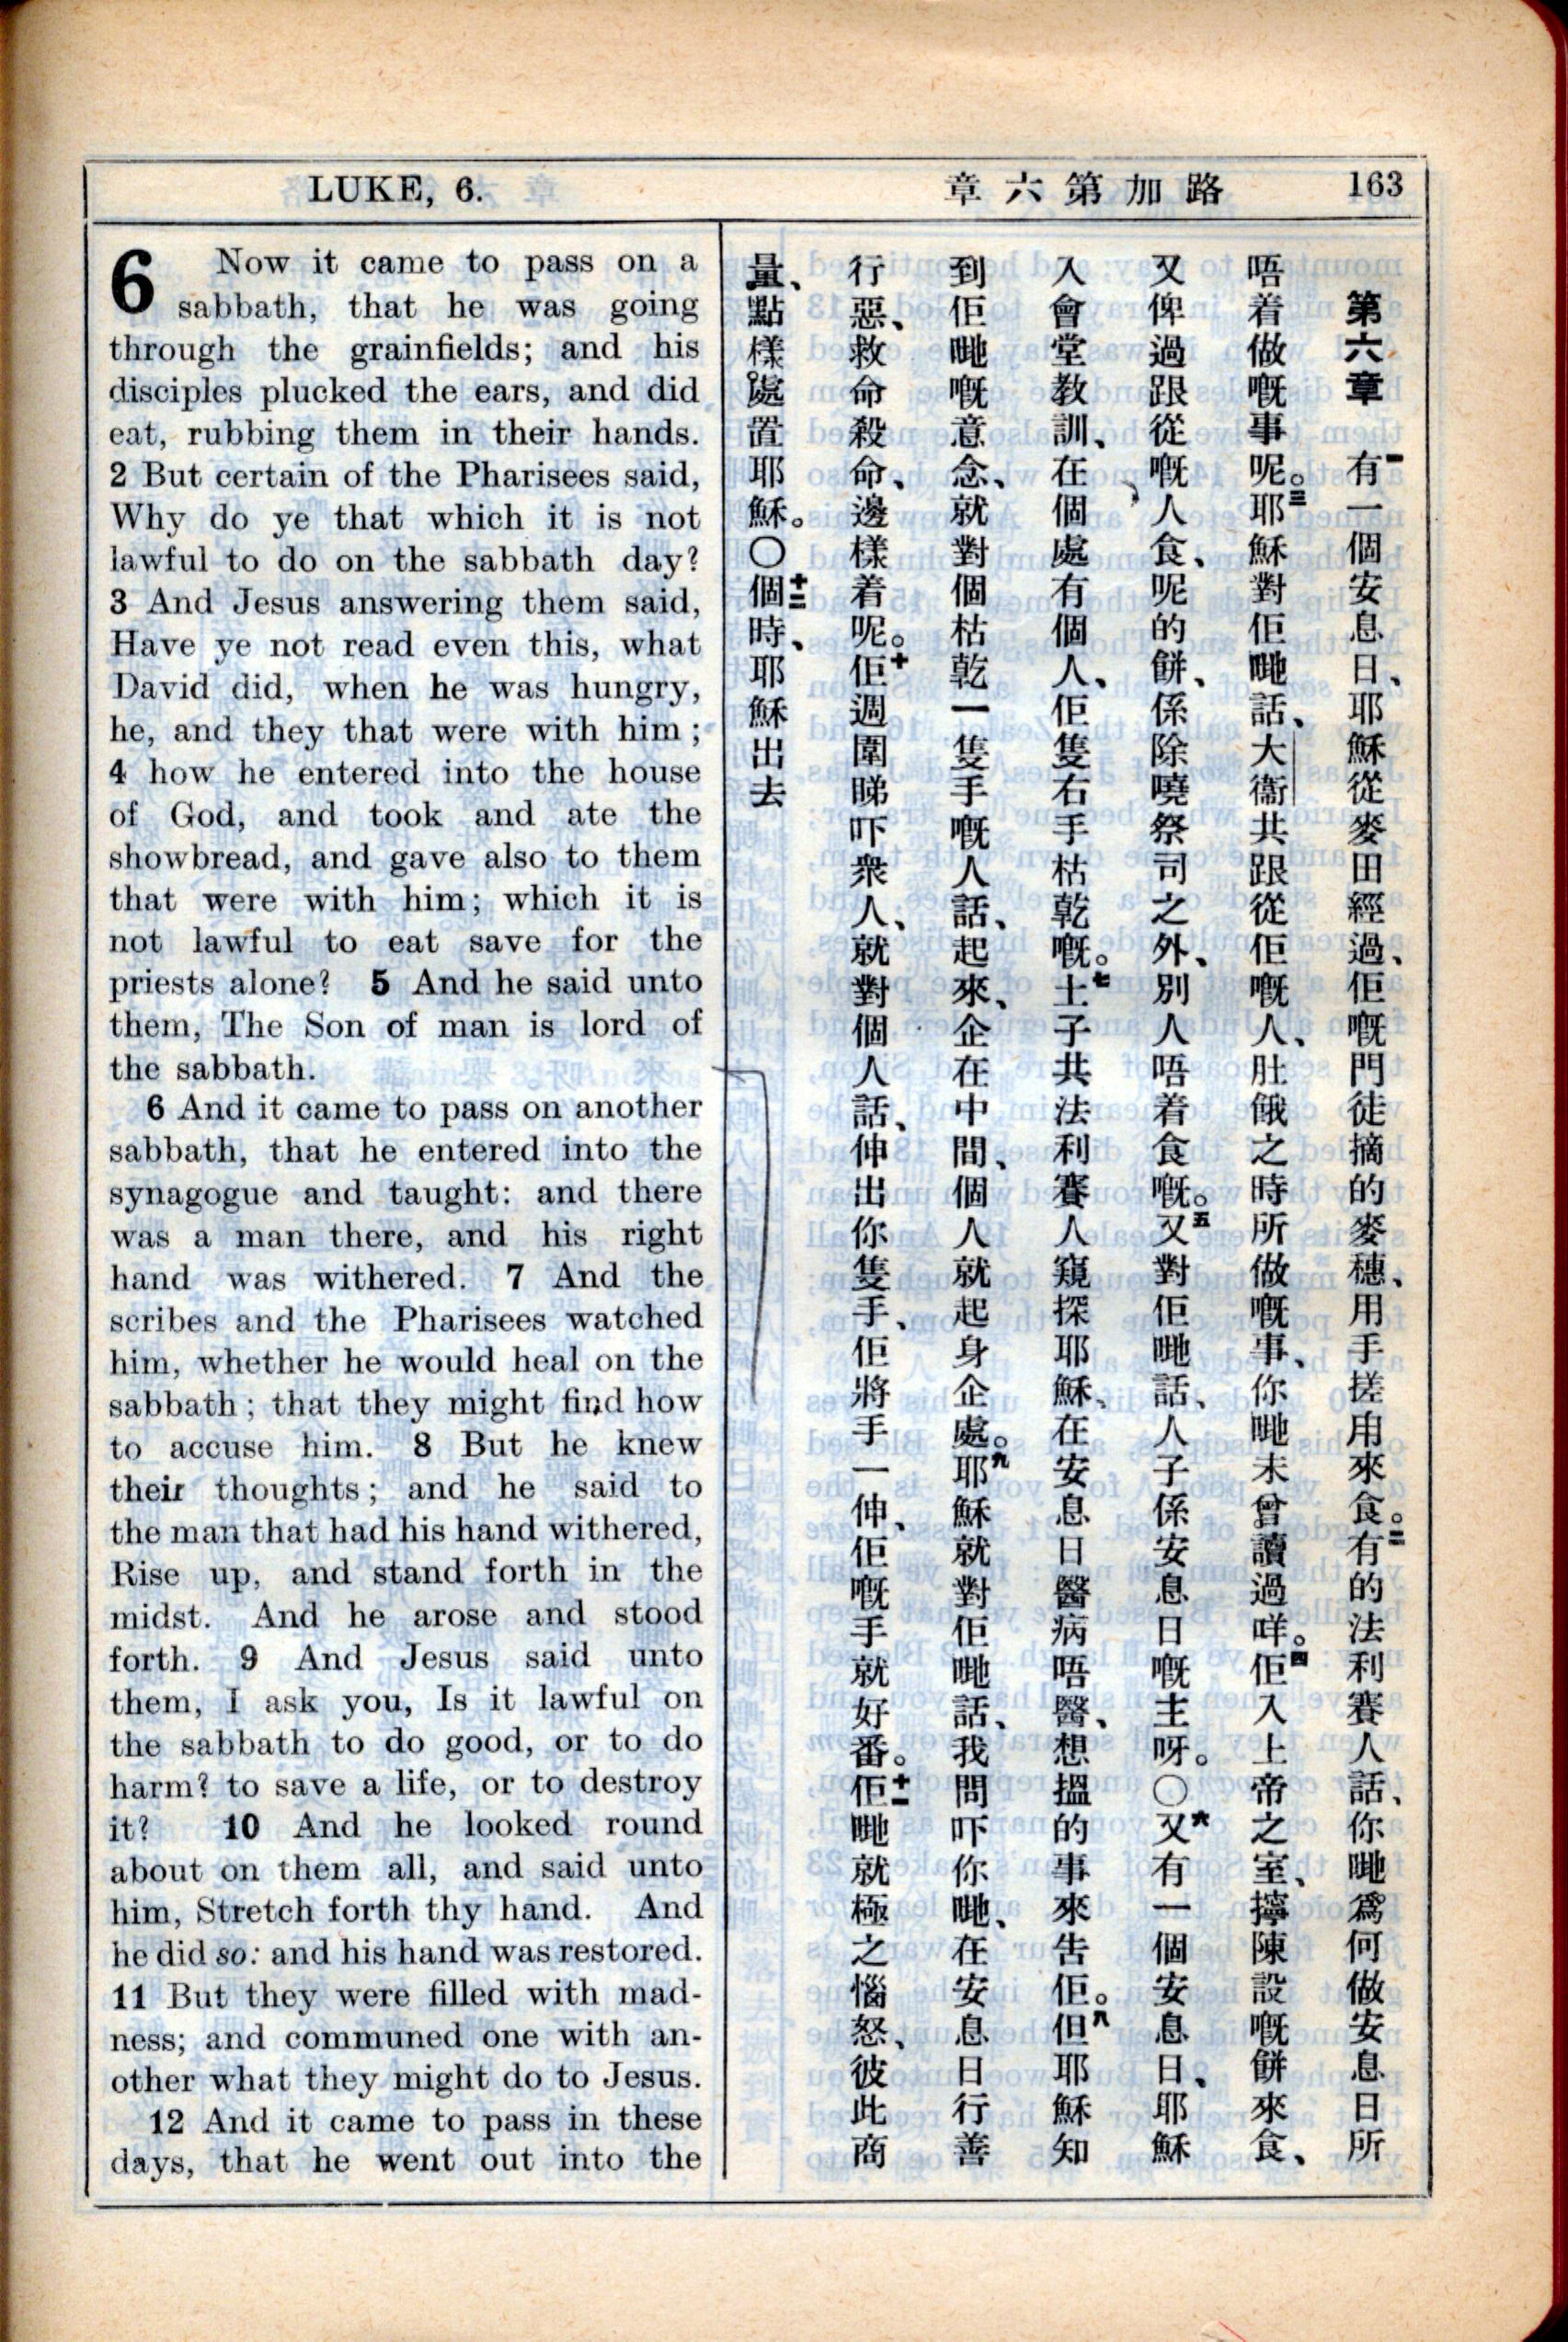 LUKE, 6.
章六第加路
163
6 Now it came to pass on a
sabbath, that he was going
through the grainfields; and his
disciples plucked the ears, and did
eat, rubbing them in their hands.
2 But certain of the Pharisees said,
Why do ye that which it is not
lawful to do on the sabbath day?
3 And Jesus answering them said,
Have ye not read even this, what
David did, when he was hungry,
he, and they that were with him;
4 how he entered into the house
of God, and took and ate the
showbread, and gave also to them
that were with him; which it is
not lawful to eat save for the
priests alone? 5 And he said unto
them, The Son of man is lord of
the sabbath.
6 And it came to pass on another
sabbath, that he entered into the
synagogue and taught: and there
was a man there, and his right
hand was withered. 7 And the
scribes and the Pharisees watched
him, whether he would heal on the
sabbath; that they might find how
to accuse him. 8 But he knew
their thoughts; and he said to
the man that had his hand withered,
Rise up, and stand forth in the
midst. And he arose and stood
forth. 9 And Jesus said unto
them, I ask you, Is it lawful on
the sabbath to do good, or to do
harm? to save a life, or to destroy
it? 10 And he looked round
about on them all, and said unto
him, Stretch forth thy hand. And
he did so: and his hand was restored.
11 But they were filled with mad-
ness; and communed one with an-
other what they might do to Jesus.
12 And it came to pass in these
days, that he went out into the
第六章 一有一個安息日、耶穌從麥田經過、佢嘅門徒摘的麥穗、用手搓用來食。二有的法利賽人話、你哋爲何做安息日所
唔着做嘅事呢。三耶穌對佢哋話、大衞共跟從佢嘅人、肚餓之時所做嘅事、你哋未曾讀過咩。四佢入上帝之室、擰陳設嘅餅來食、
又俾過跟從嘅人食、呢的餅、係除嘵祭司之外、別人唔着食嘅。五又對佢哋話、人子係安息日嘅主呀。〇六又有一個安息日、耶穌
入會堂教訓、在個處有個人、佢隻右手枯乾嘅。七士子共法利賽人窺探耶穌、在安息日醫病唔醫、想搵的事來告佢。八但耶穌知
到佢哋嘅意念、就對個枯乾一隻手嘅人話、起來、企在中間、個人就起身企處。九耶穌就對佢哋話、我問吓你哋、在安息日行善
行惡、救命殺命、邊樣着呢。十佢週圍睇吓衆人、就對個人話、伸出你隻手、佢將手一伸、佢嘅手就好番。十一佢哋就極之惱怒、彼此商
量、點樣處置耶穌。〇十二個時、耶穌出去